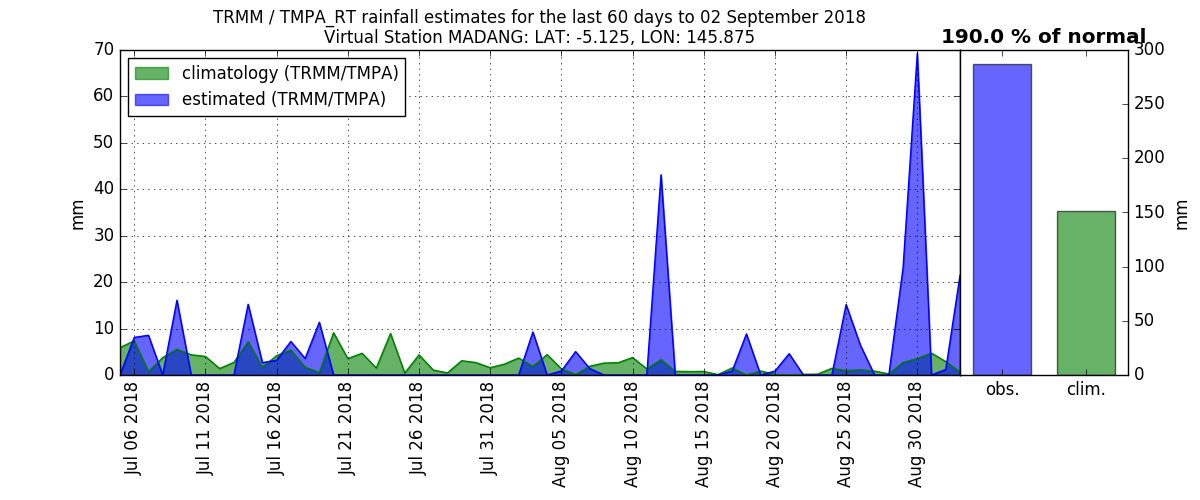 TRMM / TMPA_RT rainfall estimates for the last 60 days to 02 September 2018
Virtual Station MADANG: LAT: -5.125, LON: 145.875
190.0 % of normal
climatology (TRMM/TMPA)
estimated (TRMM/TMPA)
70
60
50
40
30
20
10
0
mm
Jul 06 2018
Jul 11 2018
Jul 16 2018
Jul 21 2018
Jul 26 2018
Jul 31 2018
Aug 05 2018
Aug 10 2018
Aug 15 2018
Aug 20 2018
Aug 25 2018
Aug 30 2018
obs.
clim.
300
250
200
150
100
50
0
mm